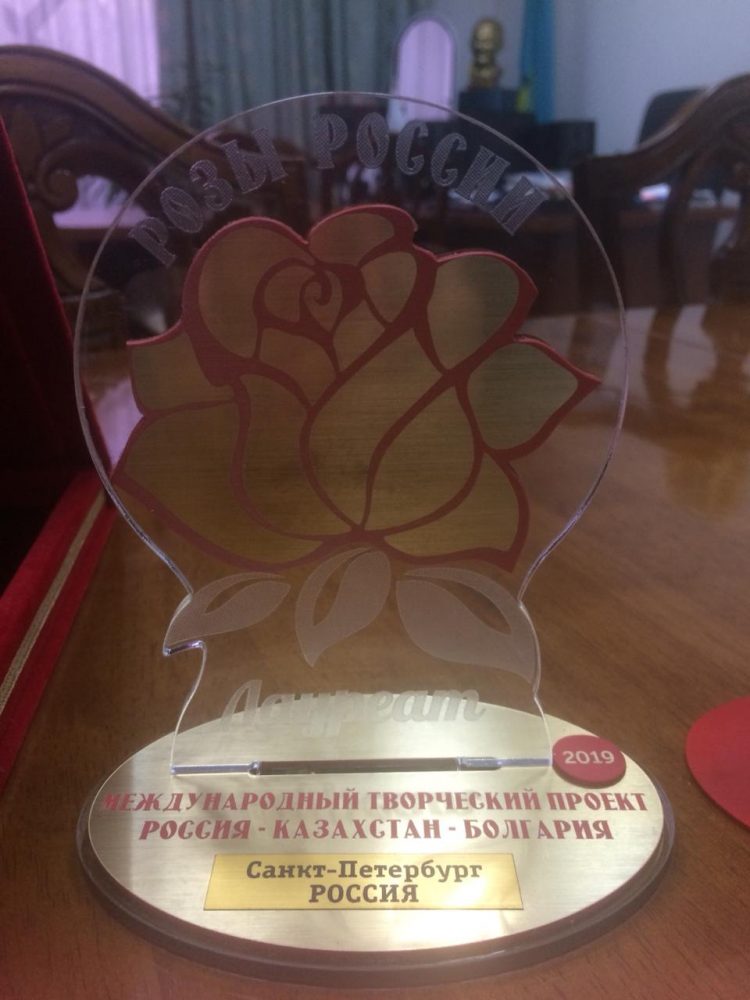 РОЗЫ РОССИИ
Лауреат
2019
МЕЖДУНАРОДНЫЙ ТВОРЧЕСКИЙ ПРОЕКТ
РОССИЯ - КАЗАХСТАН - БОЛГАРИЯ
Санкт-Петербург
РОССИЯ